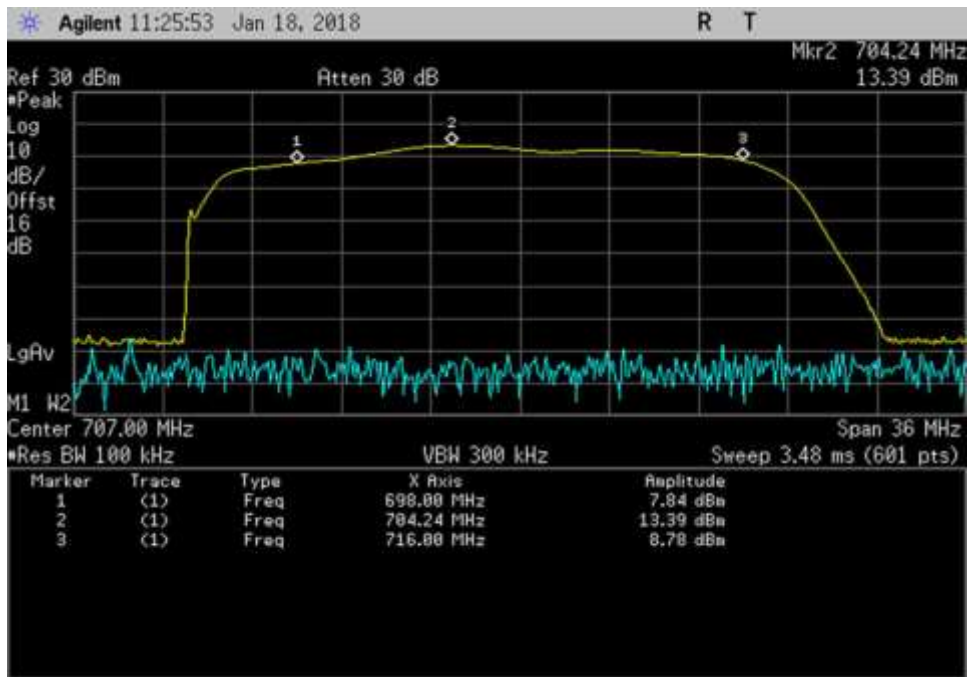 Agilent 11:25:53 Jan 18, 2018 R T
Mkr2 704.24 MHz
Ref 30 dBm Atten 30 dB 13.39 dBm
*Peak
Log
10
dB/
Offst
16
dB
1
2
3
LgAv
M1 W2
Center 707.00 MHz Span 36 MHz
*Res BW 100 kHz VBW 300 kHz Sweep 3.48 ms (601 pts)
Marker Trace Type X Axis Amplitude
1 (1) Freq 698.00 MHz 7.84 dBm
2 (1) Freq 704.24 MHz 13.39 dBm
3 (1) Freq 716.00 MHz 8.78 dBm